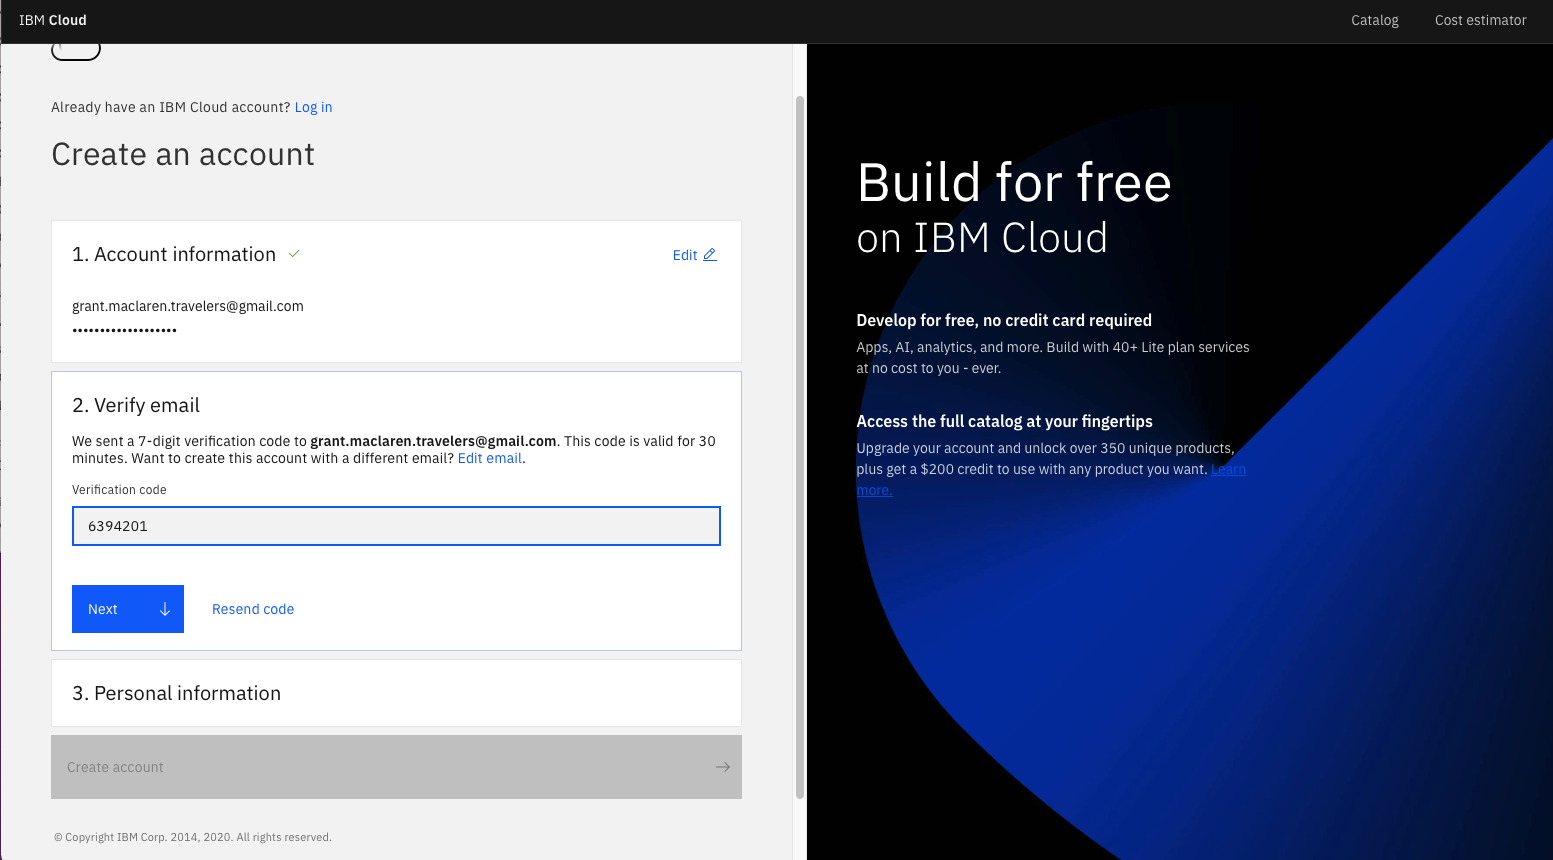 IBM Cloud
Catalog
Cost estimator
Already have an IBM Cloud account? Log in
Create an account
1. Account information
Edit
grant.maclaren.travelers@gmail.com
•••••••••••••••••••
2. Verify email
We sent a 7-digit verification code to grant.maclaren.travelers@gmail.com. This code is valid for 30
minutes. Want to create this account with a different email? Edit email.
Verification code
6394201
Next
Resend code
3. Personal information
Create account
© Copyright IBM Corp. 2014, 2020. All rights reserved.
Build for free
on IBM Cloud
Develop for free, no credit card required
Apps, AI, analytics, and more. Build with 40+ Lite plan services
at no cost to you - ever.
Access the full catalog at your fingertips
Upgrade your account and unlock over 350 unique products,
plus get a $200 credit to use with any product you want. Learn
more.